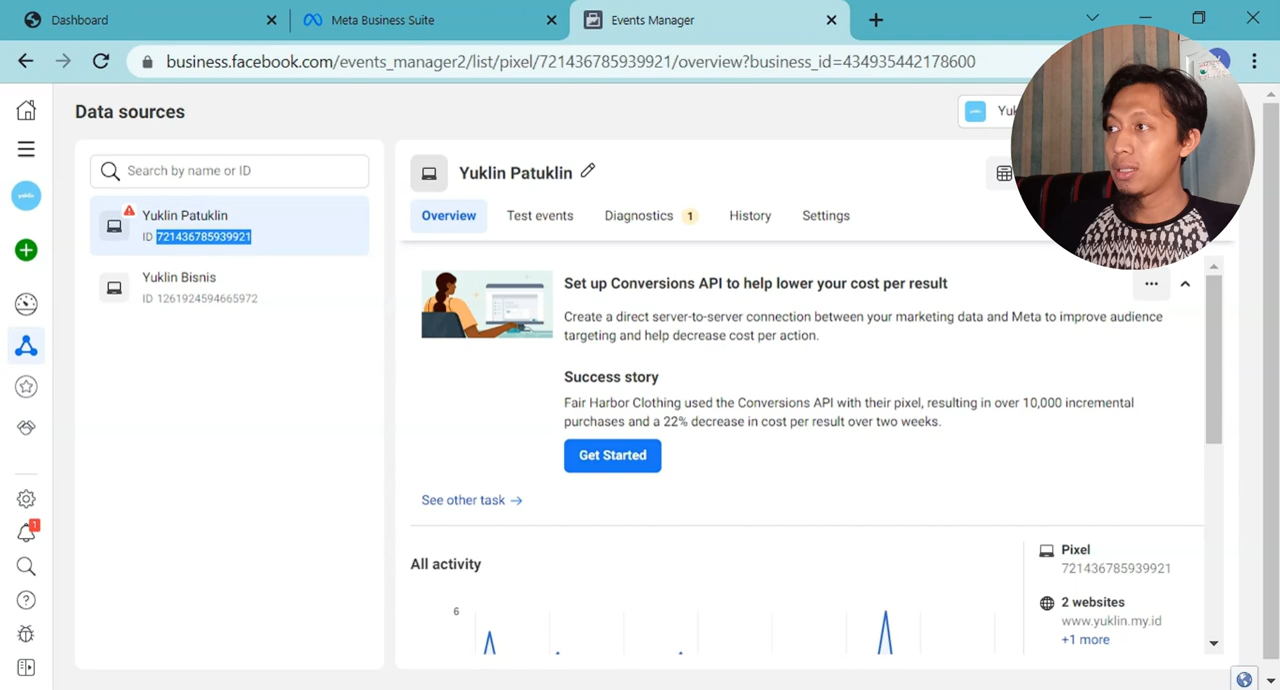 Dashboard
Meta Business Suite
Events Manager
business.facebook.com/events_manager2/list/pixel/721436785939921/overview?business_id=434935442178600
Data sources
Yuk
Search by name or ID
Yuklin Patuklin
ID 721436785939921
Yuklin Bisnis
ID 1261924594665972
Yuklin Patuklin
Overview
Test events
Diagnostics 1
History
Settings
Set up Conversions API to help lower your cost per result
Create a direct server-to-server connection between your marketing data and Meta to improve audience
targeting and help decrease cost per action.
Success story
Fair Harbor Clothing used the Conversions API with their pixel, resulting in over 10,000 incremental
purchases and a 22% decrease in cost per result over two weeks.
Get Started
See other task →
All activity
6
Pixel
721436785939921
2 websites
www.yuklin.my.id
+1 more
1